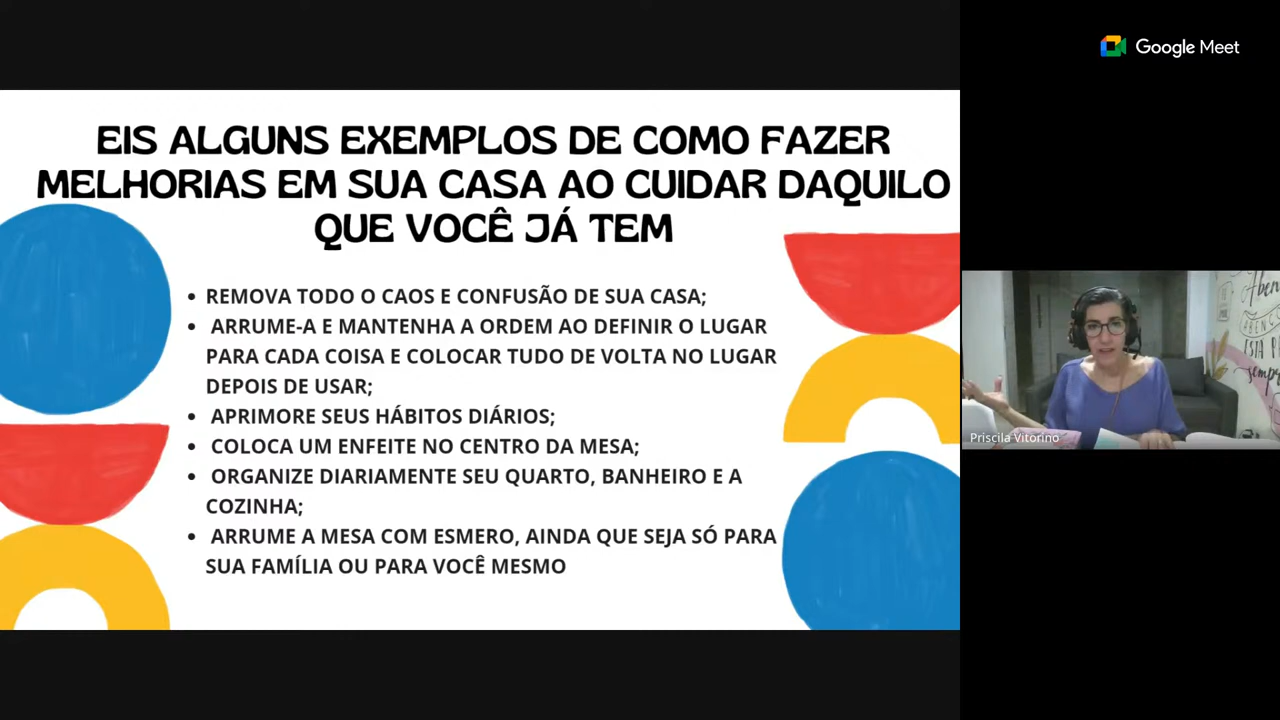 Google Meet
EIS ALGUNS EXEMPLOS DE COMO FAZER
MELHORIAS EM SUA CASA AO CUIDAR DAQUILO
QUE VOCÊ JÁ TEM
• REMOVA TODO O CAOS E CONFUSÃO DE SUA CASA;
• ARRUME-A E MANTENHA A ORDEM AO DEFINIR O LUGAR
PARA CADA COISA E COLOCAR TUDO DE VOLTA NO LUGAR
DEPOIS DE USAR;
• APRIMORE SEUS HÁBITOS DIÁRIOS;
• COLOCA UM ENFEITE NO CENTRO DA MESA;
• ORGANIZE DIARIAMENTE SEU QUARTO, BANHEIRO E A
COZINHA;
• ARRUME A MESA COM ESMERO, AINDA QUE SEJA SÓ PARA
SUA FAMÍLIA OU PARA VOCÊ MESMO
Priscila Vitorino
sempre